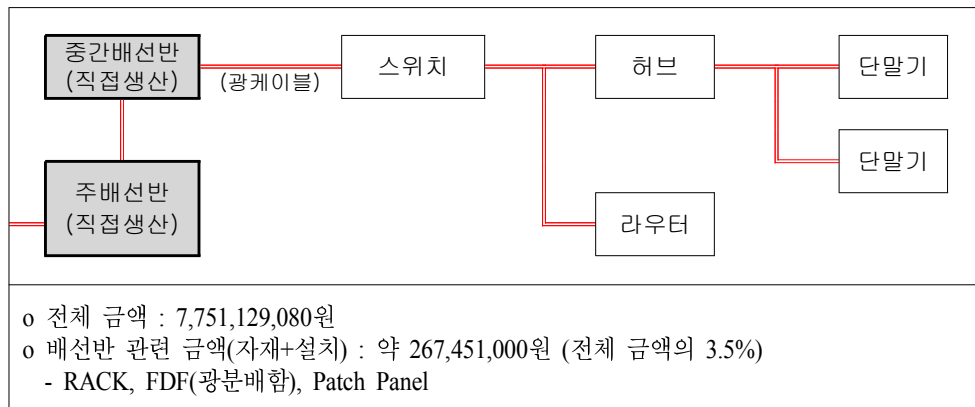 중간배선반
(직접생산)
(광케이블)
스위치
허브
단말기
단말기
주배선반
(직접생산)
라우터
o 전체 금액 : 7,751,129,080원
o 배선반 관련 금액(자재+설치) : 약 267,451,000원 (전체 금액의 3.5%)
- RACK, FDF(광분배함), Patch Panel